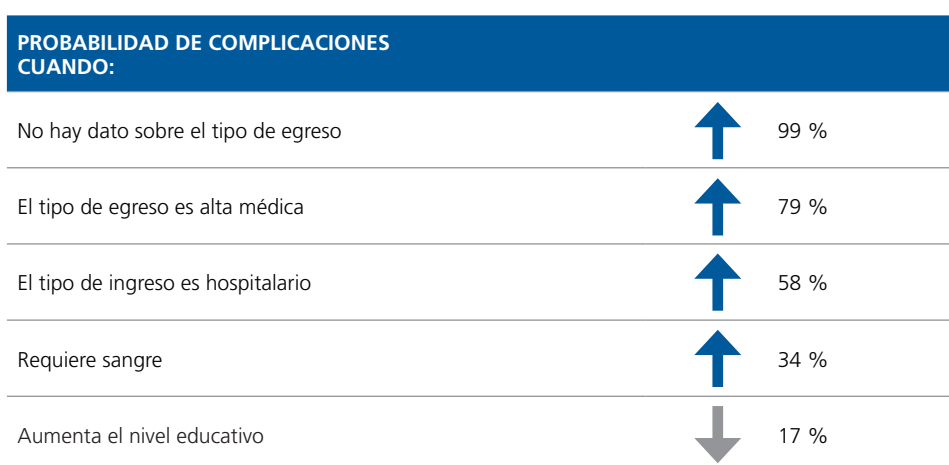 PROBABILIDAD DE COMPLICACIONES
CUANDO:
No hay dato sobre el tipo de egreso 99 %
El tipo de egreso es alta médica 79 %
El tipo de ingreso es hospitalario 58 %
Requiere sangre 34 %
Aumenta el nivel educativo 17 %